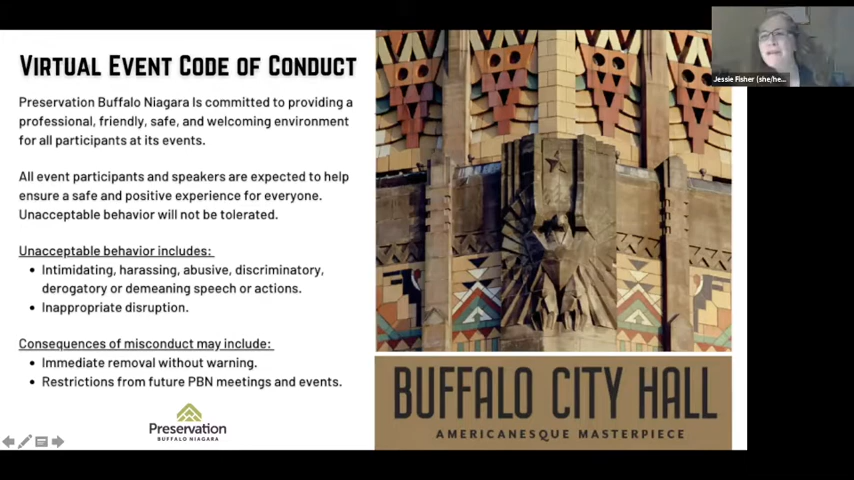 VIRTUAL EVENT CODE OF CONDUCT
Preservation Buffalo Niagara Is committed to providing a
professional, friendly, safe, and welcoming environment
for all participants at its events.
All event participants and speakers are expected to help
ensure a safe and positive experience for everyone.
Unacceptable behavior will not be tolerated.
Unacceptable behavior includes:
• Intimidating, harassing, abusive, discriminatory,
derogatory or demeaning speech or actions.
• Inappropriate disruption.
Consequences of misconduct may include:
• Immediate removal without warning.
• Restrictions from future PBN meetings and events.
Preservation
BUFFALO NIAGARA
BUFFALO CITY HALL
AMERICANESQUE MASTERPIECE
Jessie Fisher (she/he...